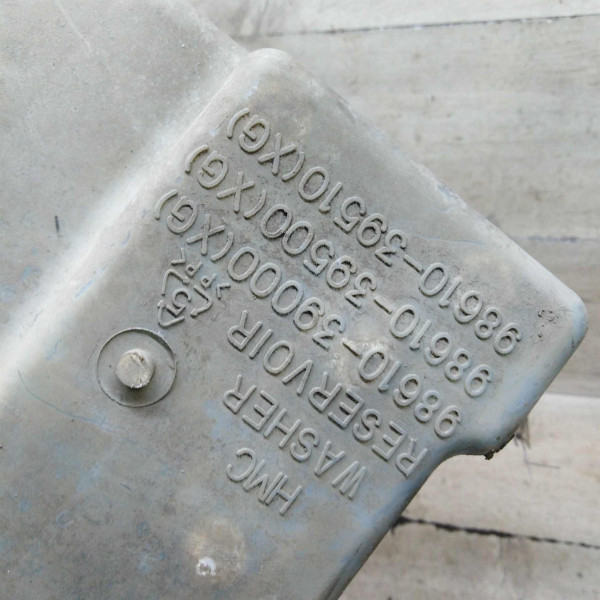 HMC
WASHER
RESERVOIR
98610-39000(XG)
98610-39500(XG)
98610-39510(XG)